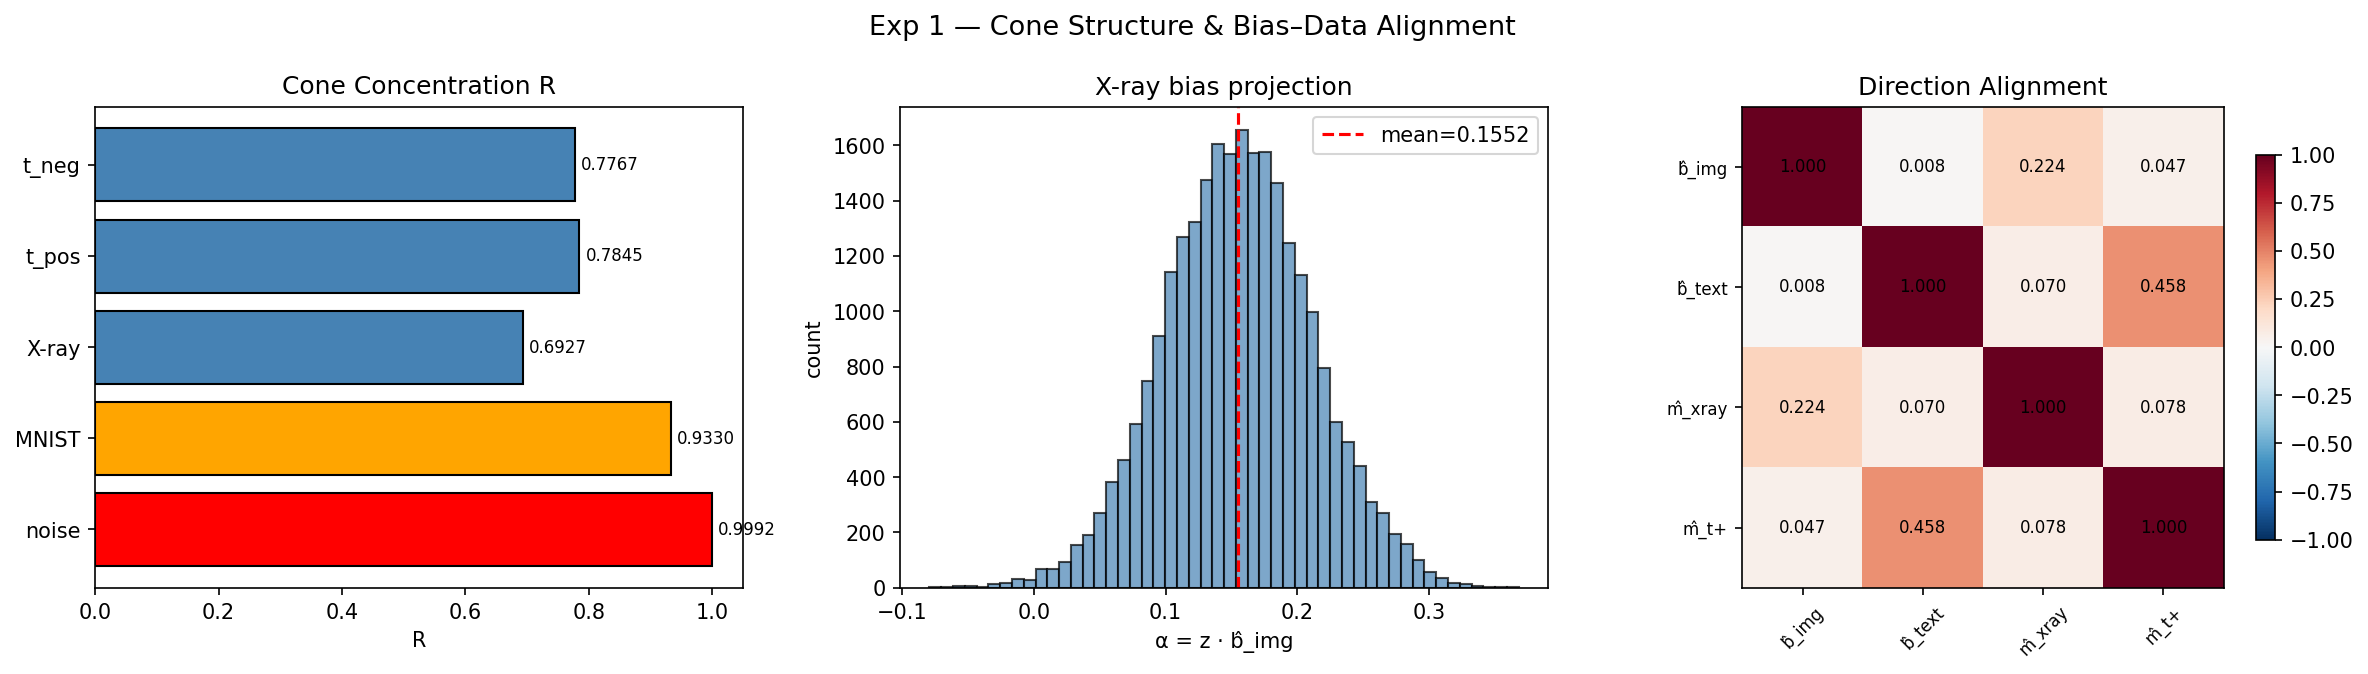 Exp 1 — Cone Structure & Bias–Data Alignment
Cone Concentration R
t_neg
t_pos
X-ray
MNIST
noise
0.7767
0.7845
0.6927
0.9330
0.9992
0.0 0.2 0.4 0.6 0.8 1.0
R
X-ray bias projection
mean=0.1552
count
1600
1400
1200
1000
800
600
400
200
0
−0.1 0.0 0.1 0.2 0.3
α = z · b̂_img
Direction Alignment
b̂_img 1.000 0.008 0.224 0.047
b̂_text 0.008 1.000 0.070 0.458
m̂_xray 0.224 0.070 1.000 0.078
m̂_t+ 0.047 0.458 0.078 1.000
b̂_img b̂_text m̂_xray m̂_t+
1.00
0.75
0.50
0.25
0.00
−0.25
−0.50
−0.75
−1.00